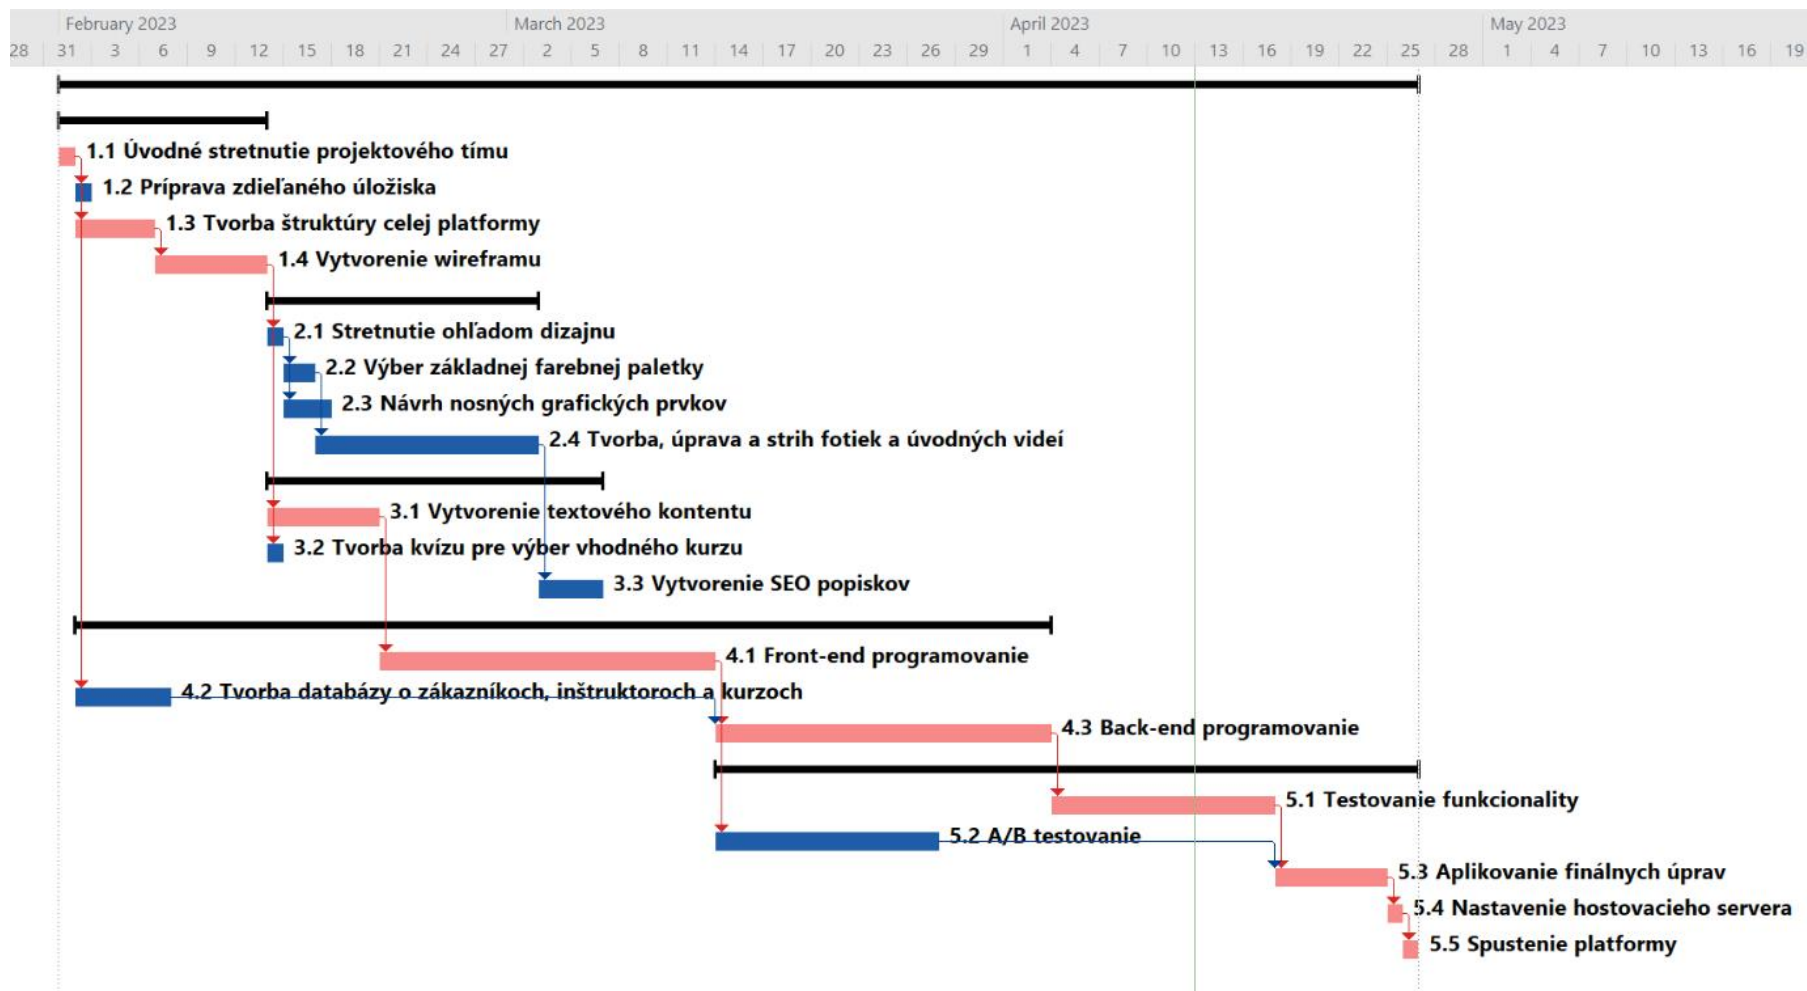 February 2023 March 2023 April 2023 May 2023
28 31 3 6 9 12 15 18 21 24 27 2 5 8 11 14 17 20 23 26 29 1 4 7 10 13 16 19 22 25 28 1 4 7 10 13 16 19
1.1 Úvodné stretnutie projektového tímu
1.2 Príprava zdieľaného úložiska
1.3 Tvorba štruktúry celej platformy
1.4 Vytvorenie wireframu
2.1 Stretnutie ohľadom dizajnu
2.2 Výber základnej farebnej paletky
2.3 Návrh nosných grafických prvkov
2.4 Tvorba, úprava a strih fotiek a úvodných videí
3.1 Vytvorenie textového kontentu
3.2 Tvorba kvízu pre výber vhodného kurzu
3.3 Vytvorenie SEO popiskov
4.1 Front-end programovanie
4.2 Tvorba databázy o zákazníkoch, inštruktoroch a kurzoch
4.3 Back-end programovanie
5.1 Testovanie funkcionality
5.2 A/B testovanie
5.3 Aplikovanie finálnych úprav
5.4 Nastavenie hostovacieho servera
5.5 Spustenie platformy